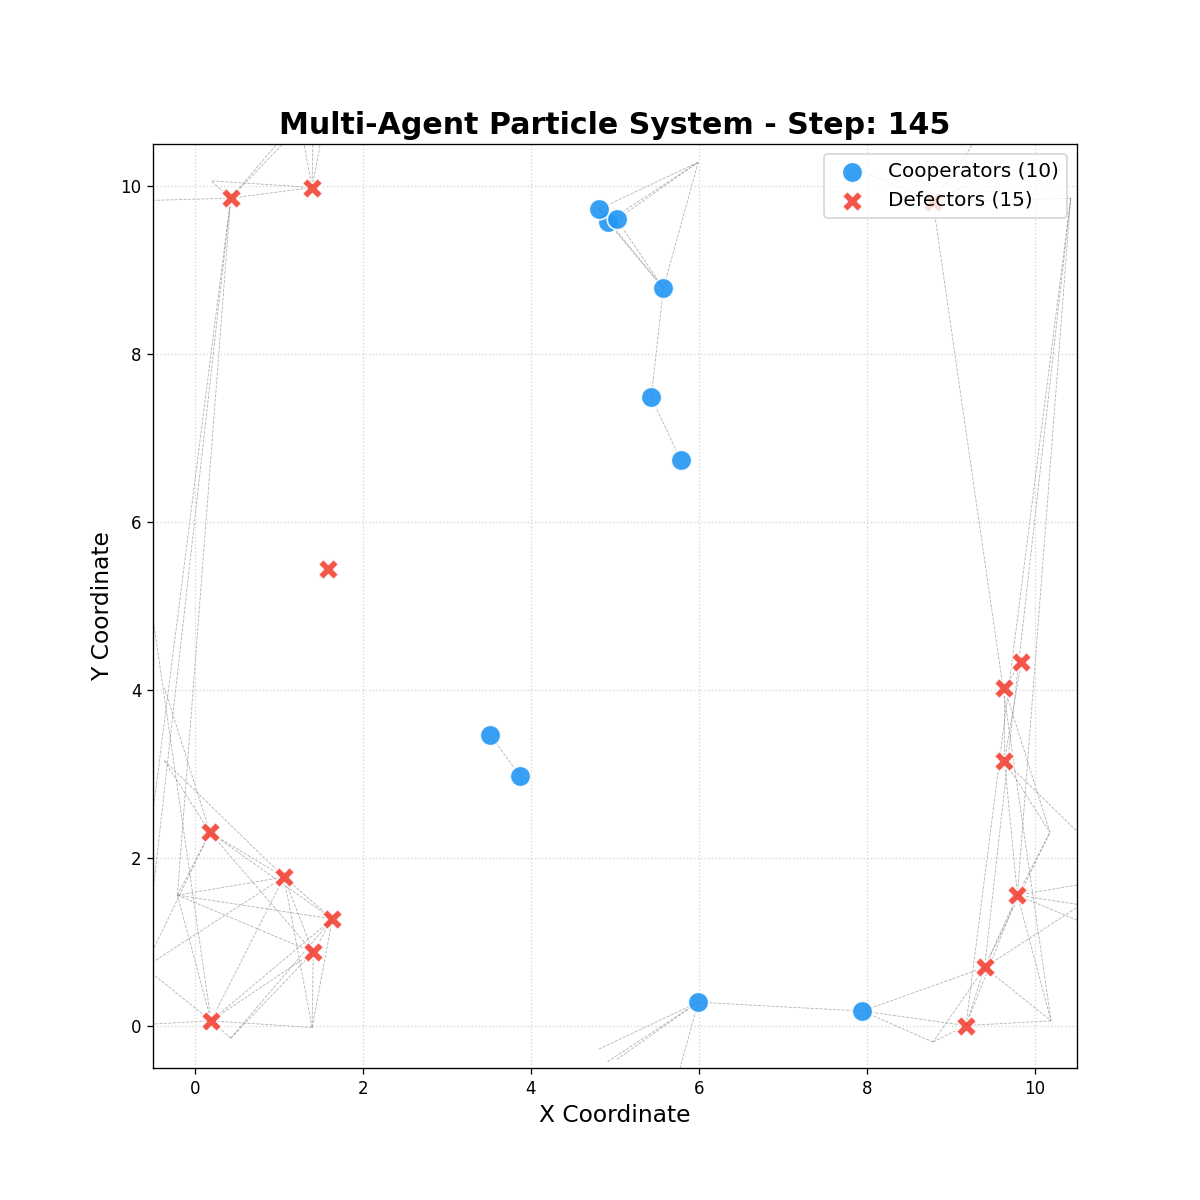 Multi-Agent Particle System - Step: 145
Cooperators (10)
Defectors (15)
10
8
6
4
2
0
Y Coordinate
0 2 4 6 8 10
X Coordinate